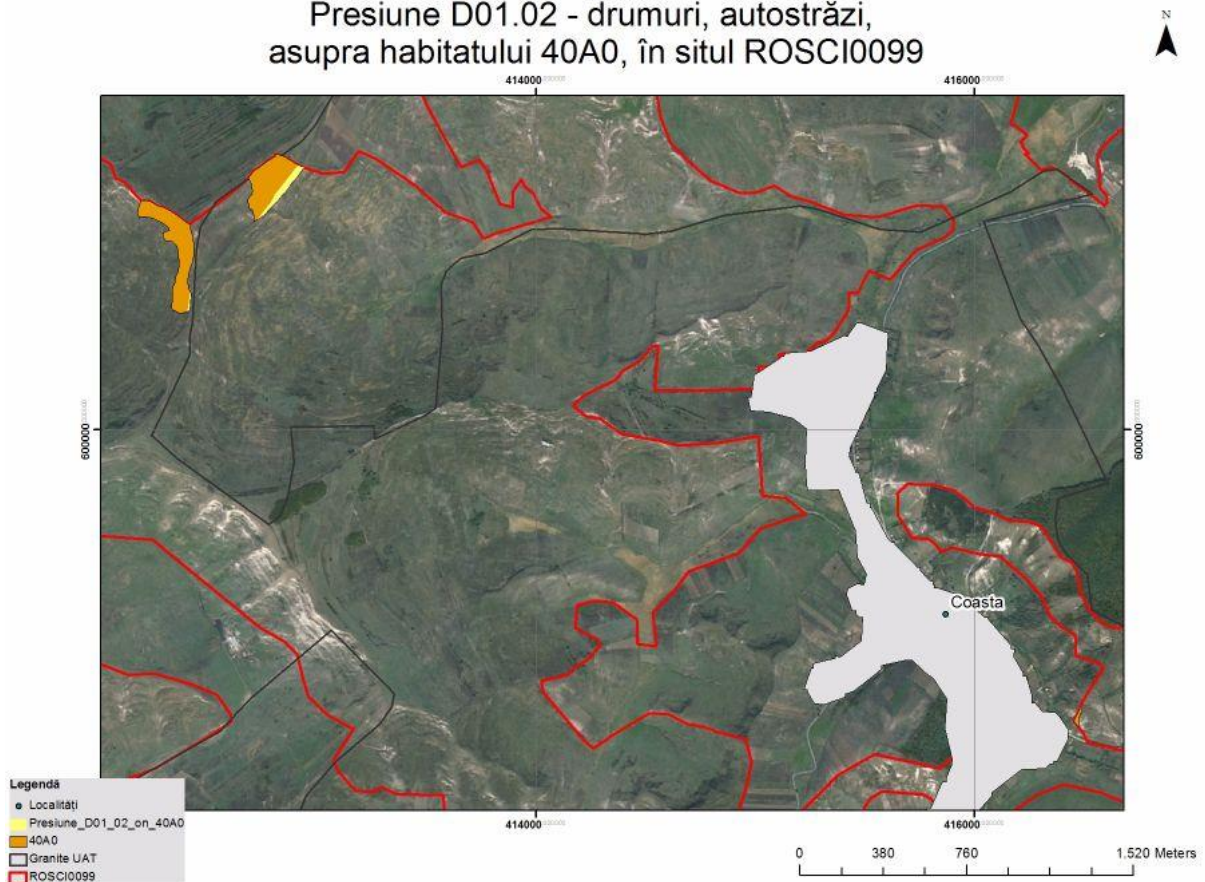 Presiune D01.02 - drumuri, autostrăzi,
asupra habitatului 40A0, în situl ROSCI0099
N
414000 416000
600000 600000
Coasta
414000 416000
Legendă
Localităţi
Presiune_D01_02_on_40A0
40A0
Granite UAT
ROSCI0099
0 380 760 1.520 Meters